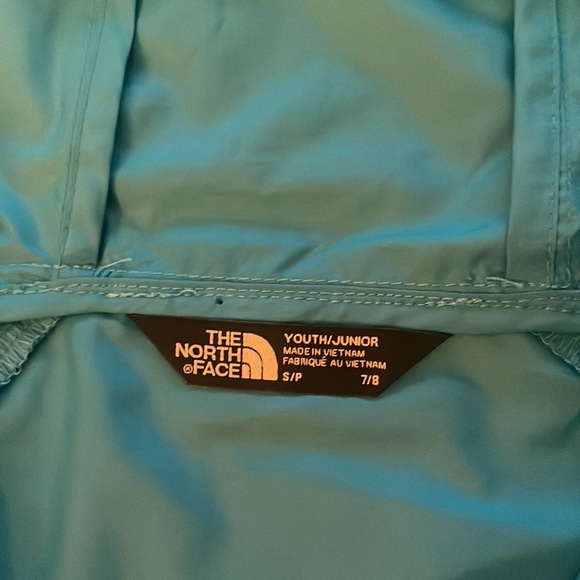 THE
NORTH
®FACE
YOUTH/JUNIOR
MADE IN VIETNAM
FABRIQUÉ AU VIETNAM
S/P 7/8